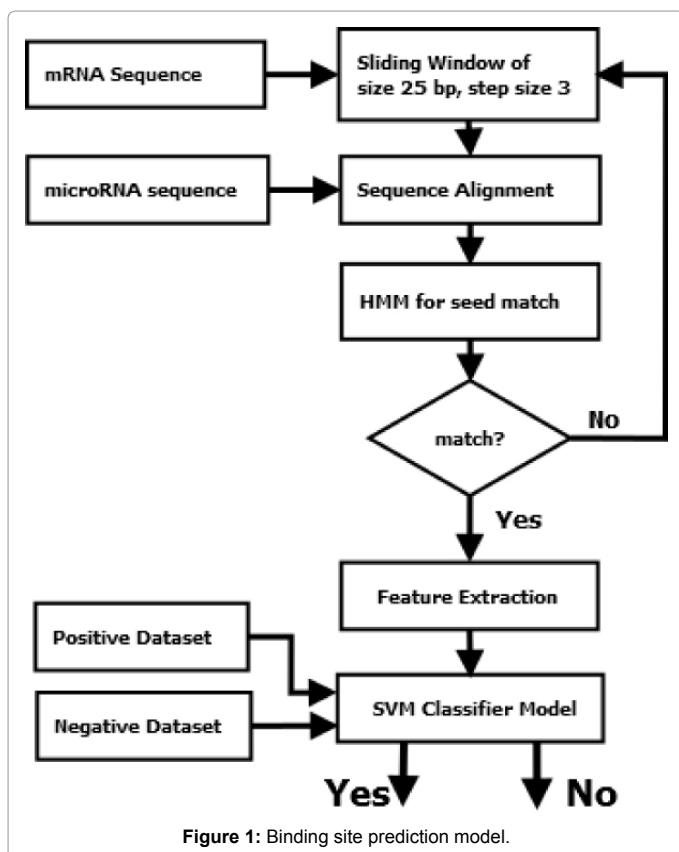 mRNA Sequence
Sliding Window of
size 25 bp, step size 3
microRNA sequence
Sequence Alignment
HMM for seed match
match?
No
Yes
Feature Extraction
Positive Dataset
SVM Classifier Model
Negative Dataset
Yes
No
Figure 1: Binding site prediction model.